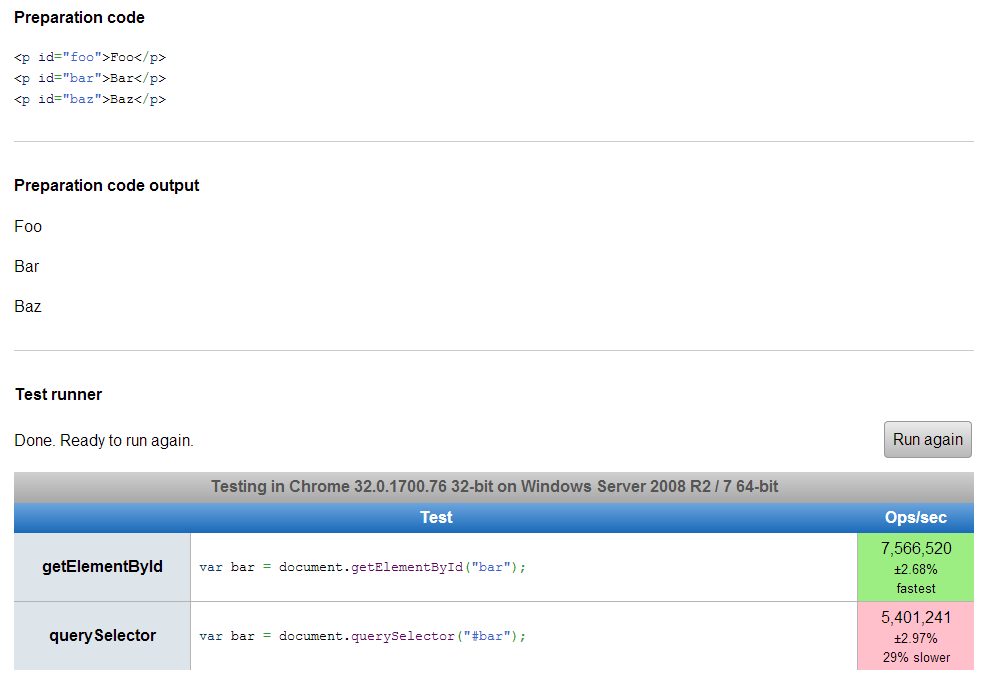 Preparation code
<p id="foo">Foo</p>
<p id="bar">Bar</p>
<p id="baz">Baz</p>
Preparation code output
Foo
Bar
Baz
Test runner
Done. Ready to run again.
Run again
Testing in Chrome 32.0.1700.76 32-bit on Windows Server 2008 R2 / 7 64-bit
Test Ops/sec
getElementById var bar = document.getElementById("bar"); 7,566,520
±2.68%
fastest
querySelector var bar = document.querySelector("#bar"); 5,401,241
±2.97%
29% slower